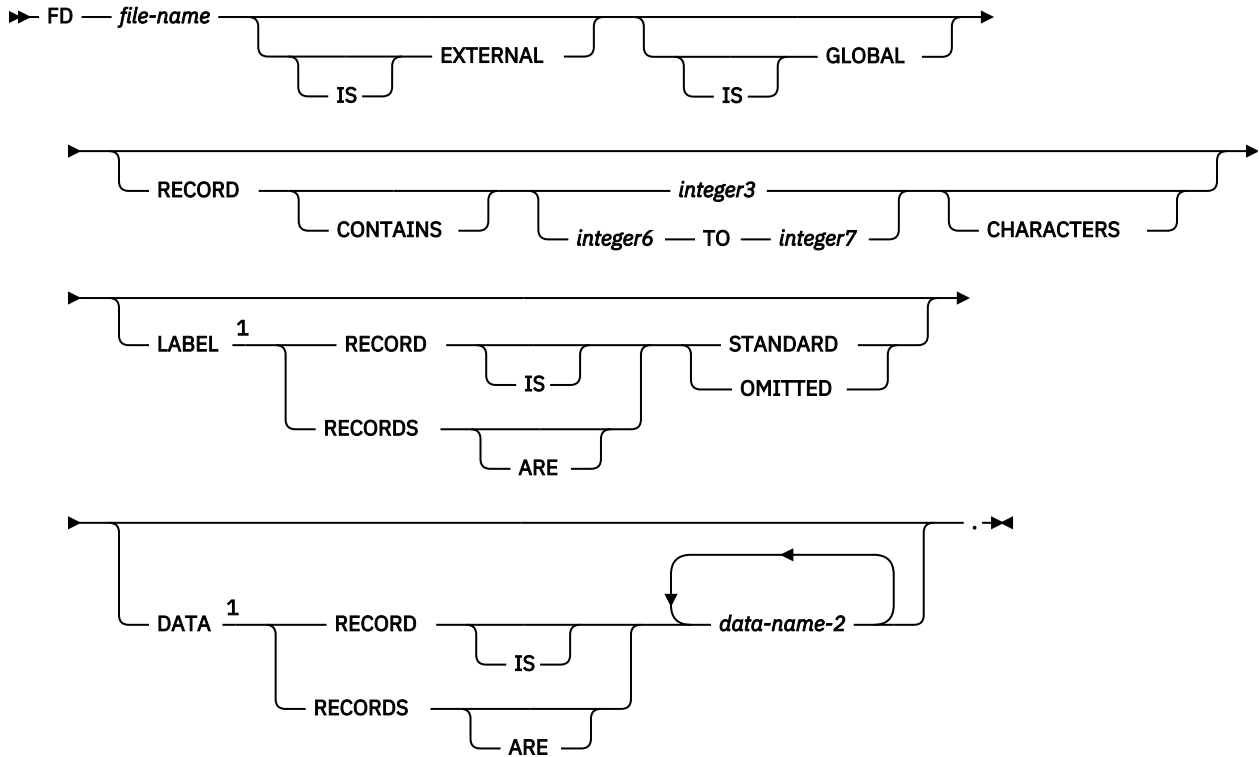 FD file-name EXTERNAL GLOBAL
IS IS
RECORD integer3
CONTAINS integer6 TO integer7 CHARACTERS
LABEL 1 RECORD STANDARD
IS OMITTED
RECORDS
ARE
.
DATA 1 RECORD data-name-2
IS
RECORDS
ARE